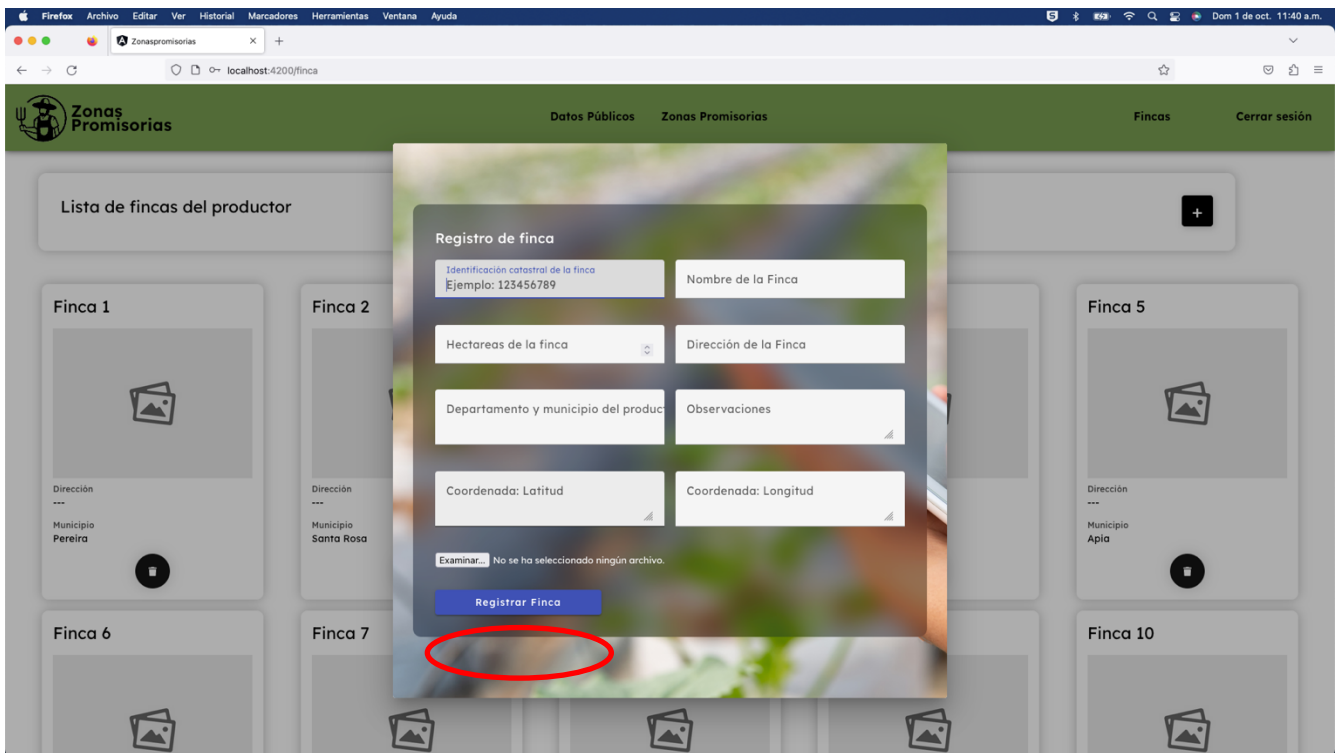 Firefox Archivo Editar Ver Historial Marcadores Herramientas Ventana Ayuda
Dom 1 de oct. 11:40 a.m.
Zonaspromisorias
localhost:4200/finca
Zonas
Promisorias
Datos Públicos Zonas Promisorias Fincas Cerrar sesión
Lista de fincas del productor
+
Registro de finca
Identificación catastral de la finca
Ejemplo: 123456789
Nombre de la Finca
Hectareas de la finca
Dirección de la Finca
Departamento y municipio del produc
Observaciones
Coordenada: Latitud
Coordenada: Longitud
Examinar... No se ha seleccionado ningún archivo.
Registrar Finca
Finca 1
Dirección
---
Municipio
Pereira
Finca 2
Dirección
---
Municipio
Santa Rosa
Finca 5
Dirección
---
Municipio
Apia
Finca 6
Finca 7
Finca 10